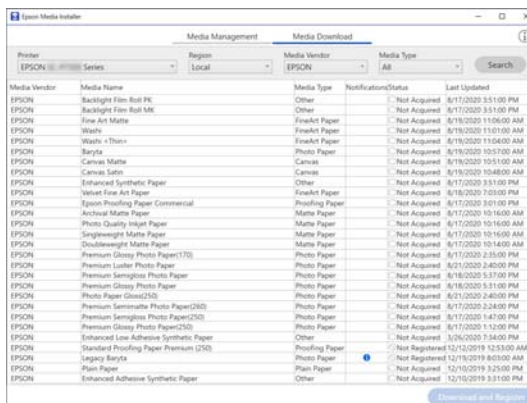 Epson Media Installer
Media Management Media Download
Printer Region Media Vendor Media Type
EPSON Series Local EPSON All Search
Media Vendor Media Name Media Type Notifications Status Last Updated
EPSON Backlight Film Roll PK Other Not Acquired 8/17/2020 3:51:00 PM
EPSON Backlight Film Roll MK Other Not Acquired 8/17/2020 3:51:00 PM
EPSON Fine Art Matte FineArt Paper Not Acquired 8/19/2020 11:06:00 AM
EPSON Washi FineArt Paper Not Acquired 8/19/2020 11:01:00 AM
EPSON Washi <Thin> FineArt Paper Not Acquired 8/19/2020 11:04:00 AM
EPSON Baryta Photo Paper Not Acquired 8/19/2020 10:57:00 AM
EPSON Canvas Matte Canvas Not Acquired 8/19/2020 10:51:00 AM
EPSON Canvas Satin Canvas Not Acquired 8/19/2020 10:48:00 AM
EPSON Enhanced Synthetic Paper Other Not Acquired 8/17/2020 3:51:00 PM
EPSON Velvet Fine Art Paper FineArt Paper Not Acquired 8/18/2020 7:03:00 PM
EPSON Epson Proofing Paper Commercial Proofing Paper Not Acquired 8/17/2020 3:01:00 PM
EPSON Archival Matte Paper Matte Paper Not Acquired 8/17/2020 10:16:00 AM
EPSON Photo Quality Inkjet Paper Matte Paper Not Acquired 8/17/2020 10:16:00 AM
EPSON Singleweight Matte Paper Matte Paper Not Acquired 8/17/2020 10:16:00 AM
EPSON Doubleweight Matte Paper Matte Paper Not Acquired 8/17/2020 10:14:00 AM
EPSON Premium Glossy Photo Paper(170) Photo Paper Not Acquired 8/17/2020 2:35:00 PM
EPSON Premium Luster Photo Paper Photo Paper Not Acquired 8/21/2020 2:40:00 PM
EPSON Premium Semigloss Photo Paper Photo Paper Not Acquired 8/18/2020 5:37:00 PM
EPSON Premium Glossy Photo Paper Photo Paper Not Acquired 8/18/2020 5:31:00 PM
EPSON Photo Paper Gloss(250) Photo Paper Not Acquired 8/21/2020 2:40:00 PM
EPSON Premium Semimatte Photo Paper(260) Photo Paper Not Acquired 8/17/2020 2:24:00 PM
EPSON Premium Semigloss Photo Paper(250) Photo Paper Not Acquired 8/17/2020 1:47:00 PM
EPSON Premium Glossy Photo Paper(250) Photo Paper Not Acquired 8/17/2020 1:12:00 PM
EPSON Enhanced Low Adhesive Synthetic Paper Other Not Acquired 3/26/2020 7:34:00 PM
EPSON Standard Proofing Paper Premium (250) Proofing Paper Not Registered 12/12/2019 12:53:00 AM
EPSON Legacy Baryta Photo Paper Not Registered 12/19/2019 8:03:00 AM
EPSON Plain Paper Plain Paper Not Acquired 12/10/2019 3:25:00 PM
EPSON Enhanced Adhesive Synthetic Paper Other Not Acquired 12/10/2019 3:31:00 PM
Download and Register